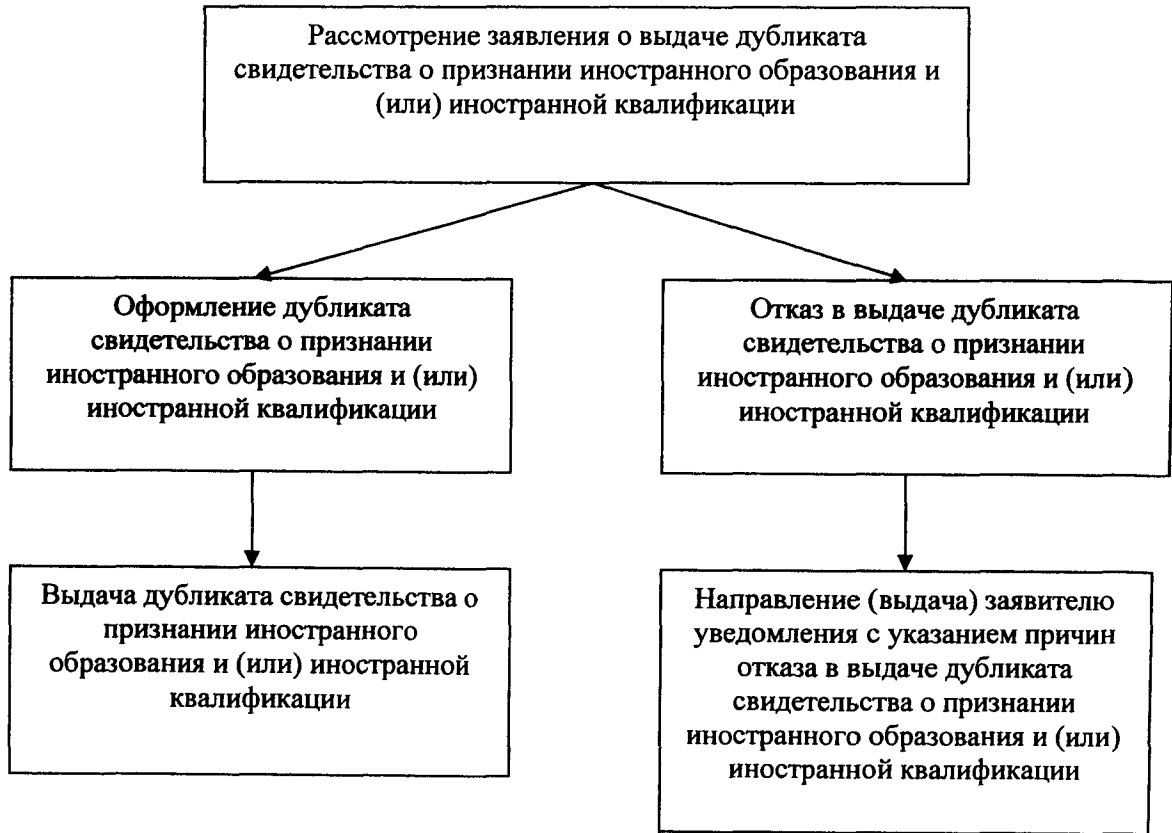 Рассмотрение заявления о выдаче дубликата
свидетельства о признании иностранного образования и
(или) иностранной квалификации
Оформление дубликата
свидетельства о признании
иностранного образования и (или)
иностранной квалификации
Отказ в выдаче дубликата
свидетельства о признании
иностранного образования и (или)
иностранной квалификации
Выдача дубликата свидетельства о
признании иностранного
образования и (или) иностранной
квалификации
Направление (выдача) заявителю
уведомления с указанием причин
отказа в выдаче дубликата
свидетельства о признании
иностранного образования и (или)
иностранной квалификации